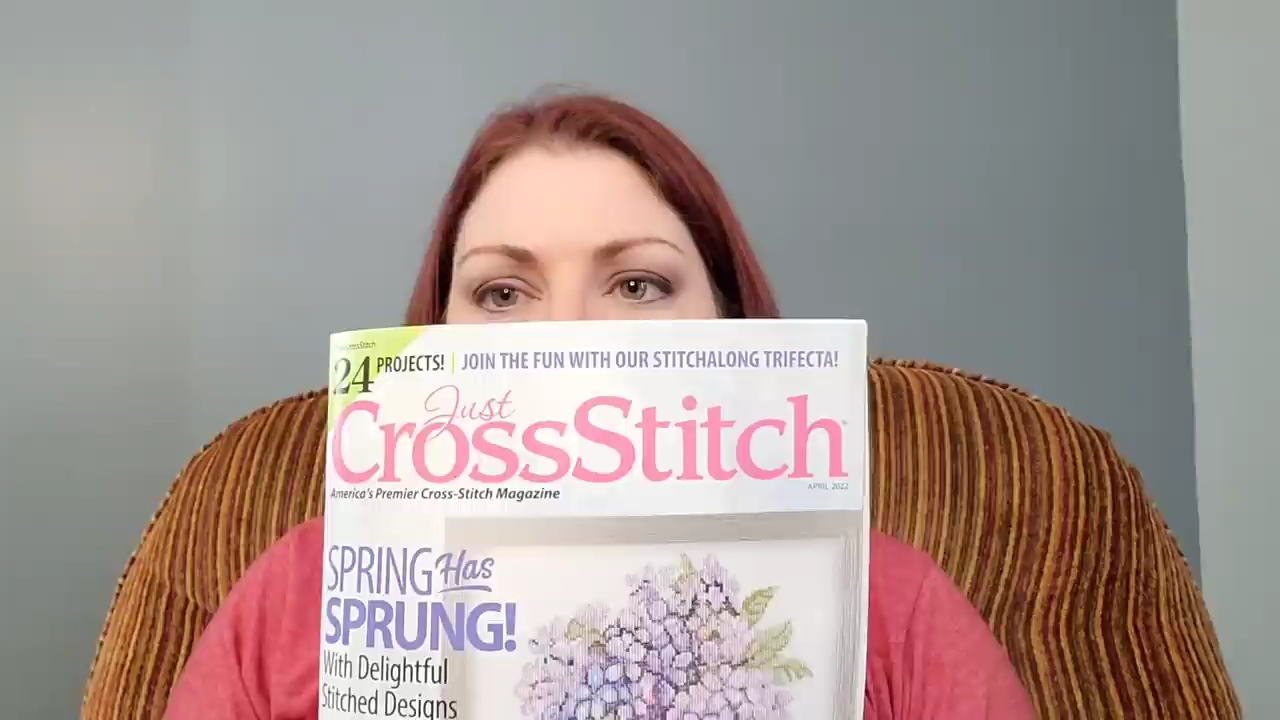 JustCrossStitch
24 PROJECTS! | JOIN THE FUN WITH OUR STITCHALONG TRIFECTA!
Just
CrossStitch
America's Premier Cross-Stitch Magazine
APRIL 2022
SPRING Has
SPRUNG!
With Delightful
Stitched Designs